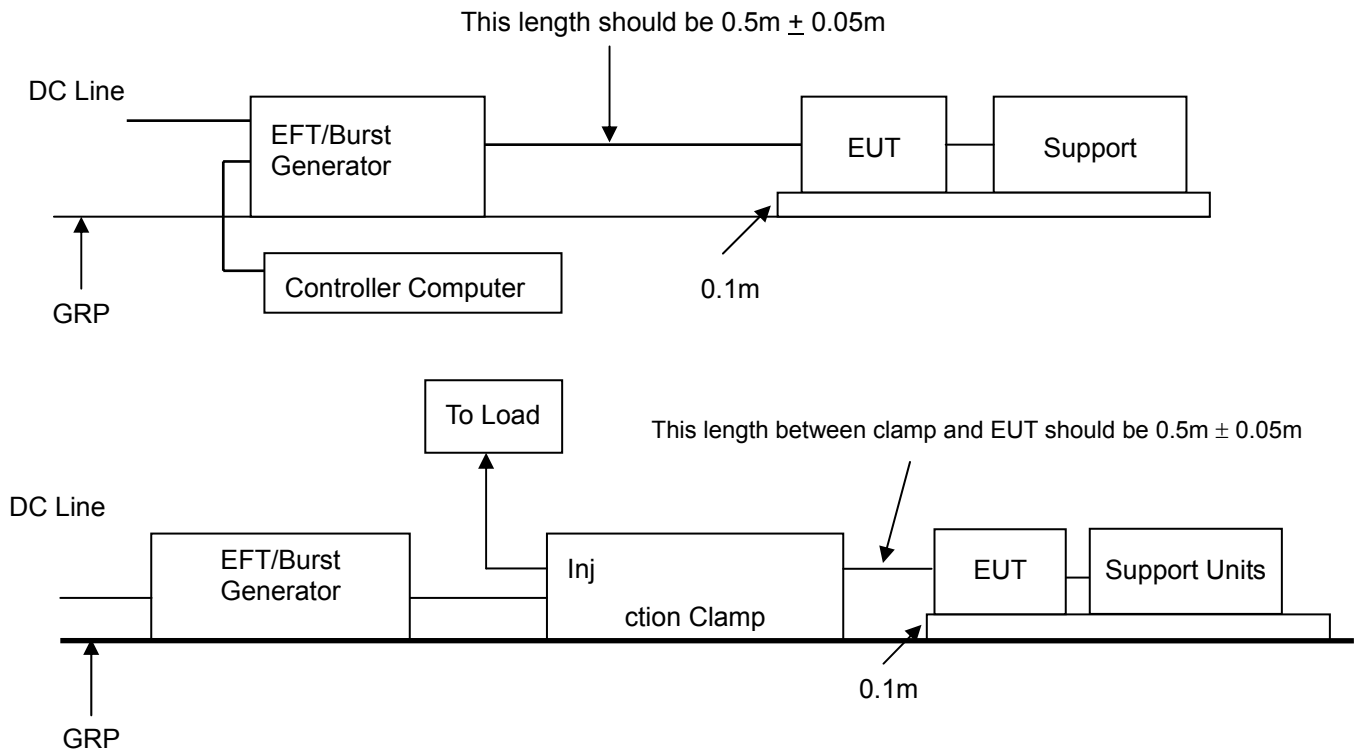 This length should be 0.5m ± 0.05m
DC Line
EFT/Burst
Generator
EUT
Support
Controller Computer
0.1m
GRP
To Load
This length between clamp and EUT should be 0.5m ± 0.05m
DC Line
EFT/Burst
Generator
Inj
ction Clamp
EUT
Support Units
0.1m
GRP